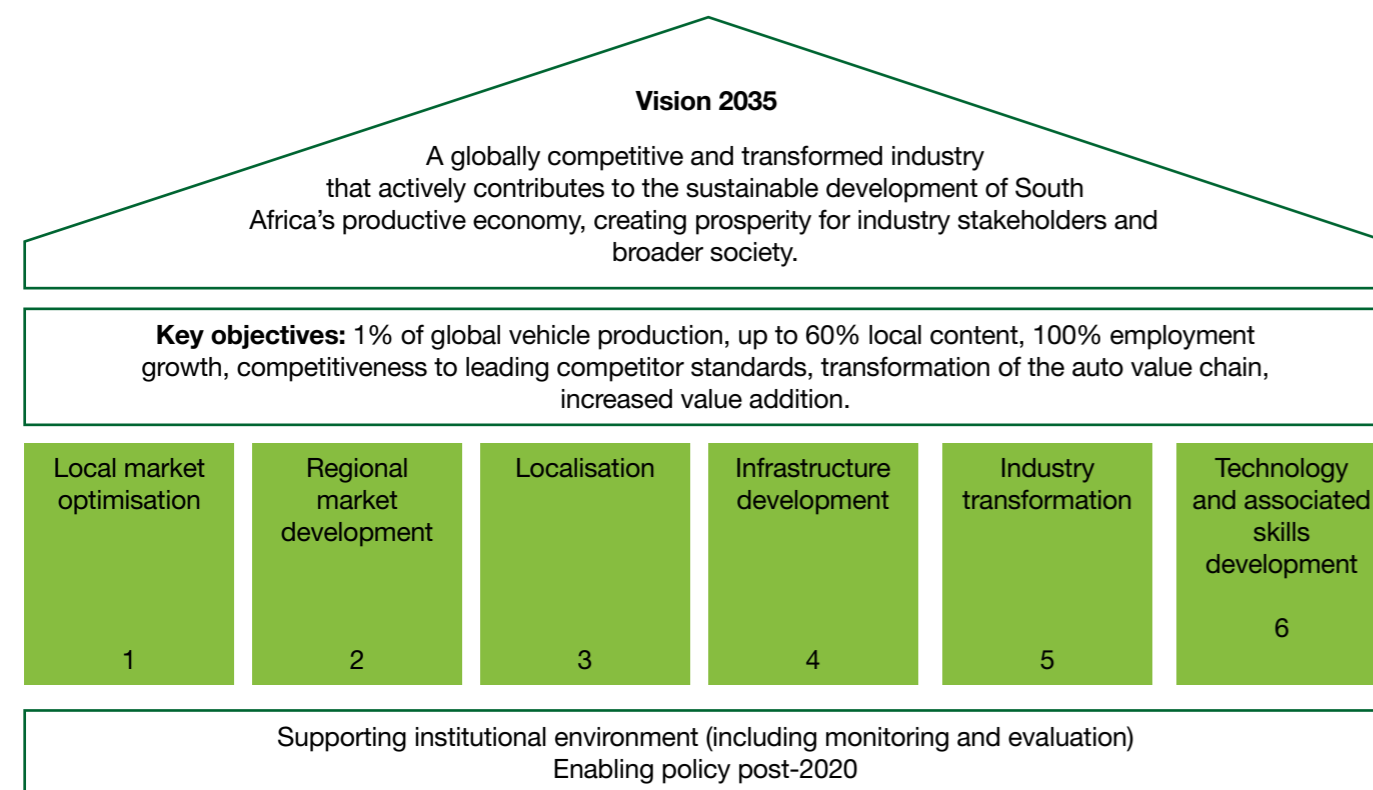 Vision 2035
A globally competitive and transformed industry
that actively contributes to the sustainable development of South
Africa’s productive economy, creating prosperity for industry stakeholders and
broader society.
Key objectives: 1% of global vehicle production, up to 60% local content, 100% employment
growth, competitiveness to leading competitor standards, transformation of the auto value chain,
increased value addition.
Local market
optimisation
1
Regional
market
development
2
Localisation
3
Infrastructure
development
4
Industry
transformation
5
Technology
and associated
skills
development
6
Supporting institutional environment (including monitoring and evaluation)
Enabling policy post-2020